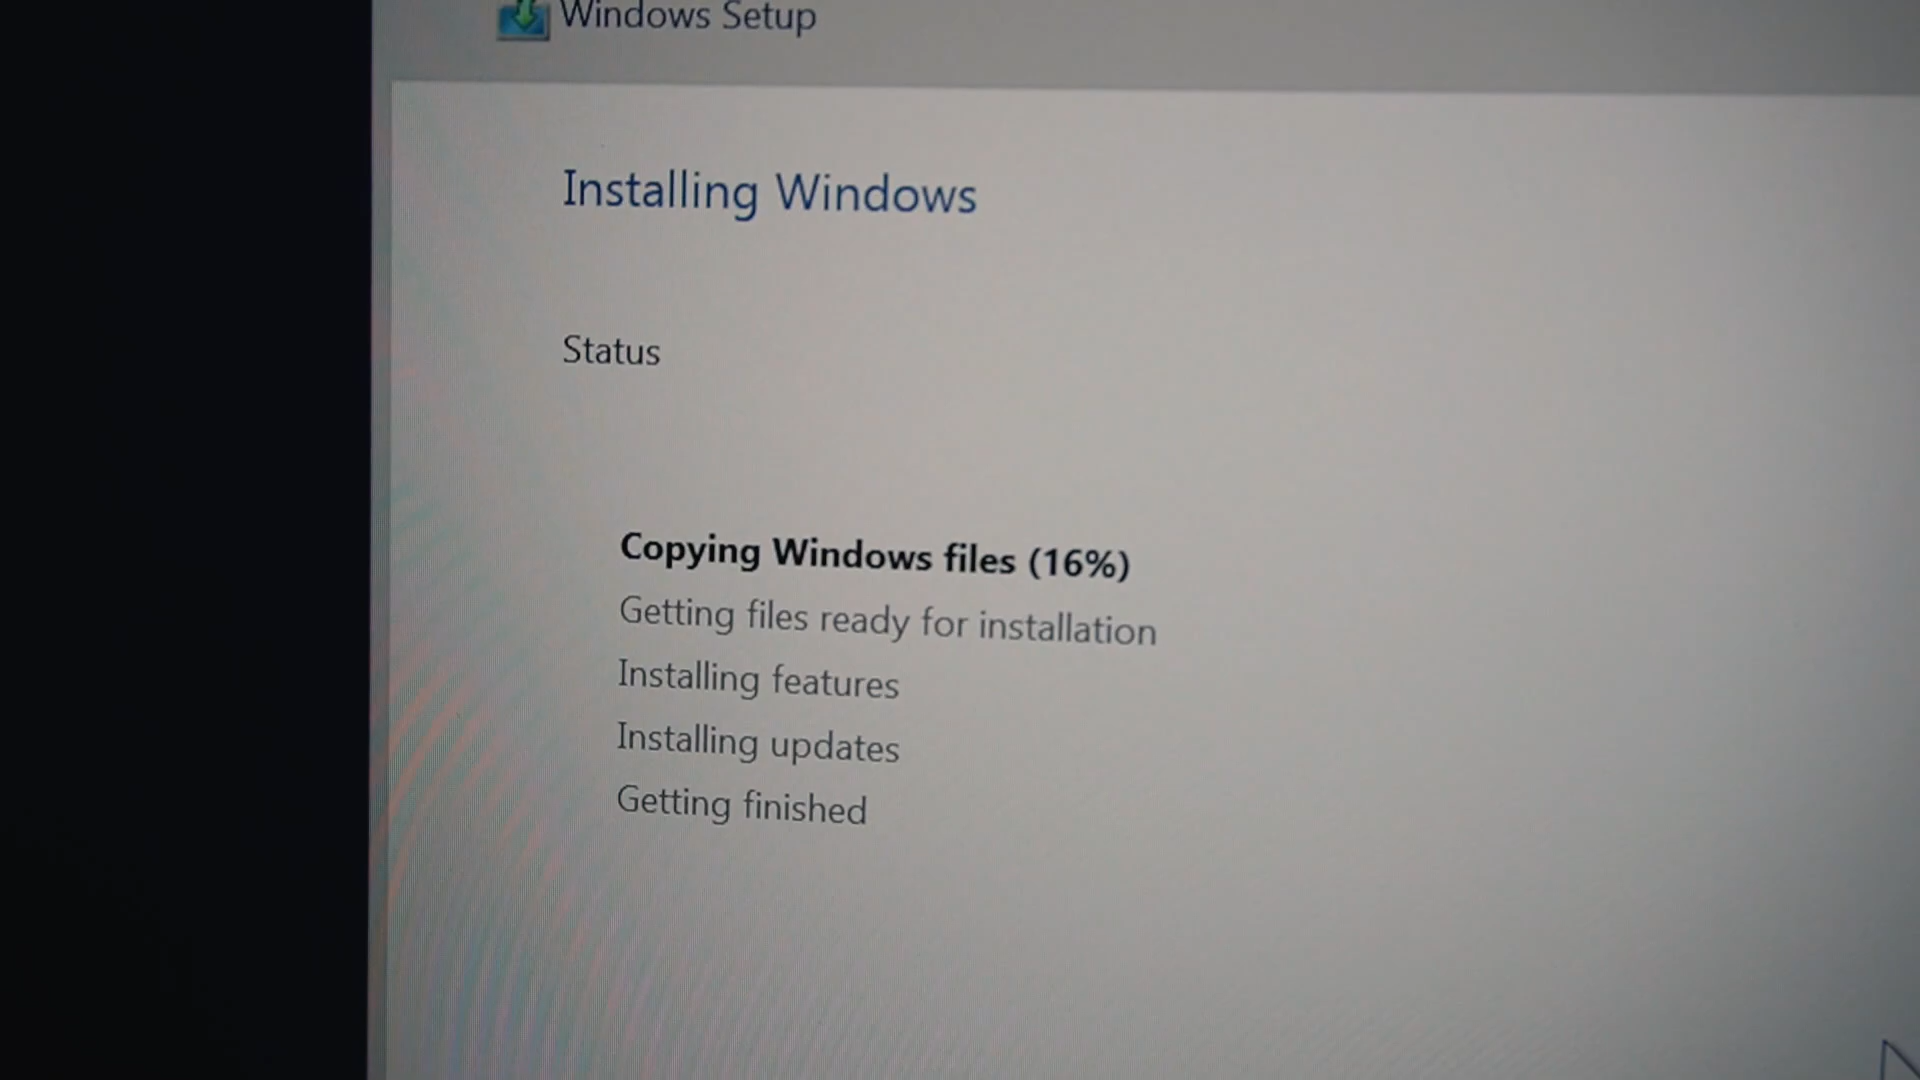 Windows Setup
Installing Windows
Status
Copying Windows files (16%)
Getting files ready for installation
Installing features
Installing updates
Getting finished